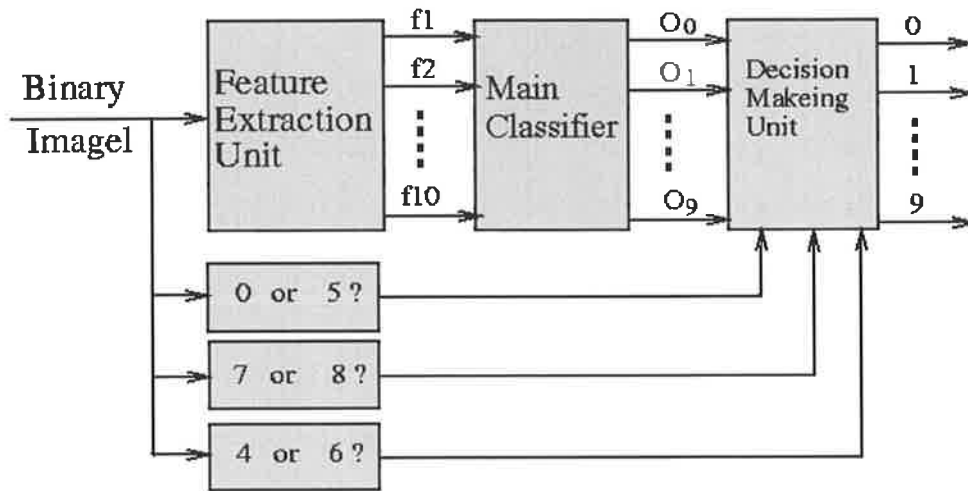 Binary
Imagel
Feature
Extraction
Unit
f1
f2
f10
Main
Classifier
O0
O1
O9
Decision
Makeing
Unit
0
1
9
0 or 5 ?
7 or 8 ?
4 or 6 ?